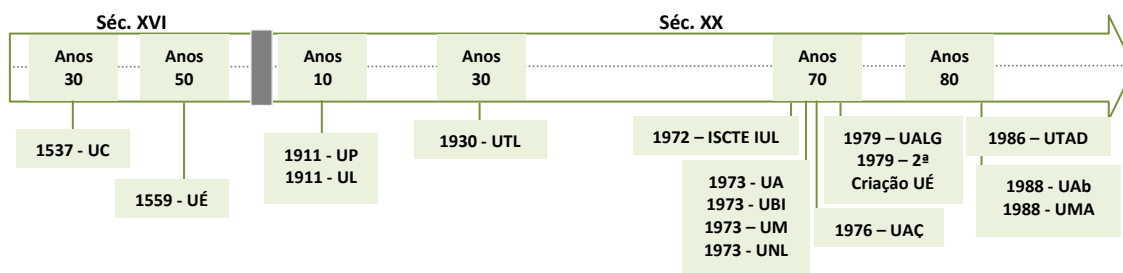 Séc. XVI
Séc. XX
Anos
30
Anos
50
Anos
10
Anos
30
Anos
70
Anos
80
1537 - UC
1559 - UÉ
1911 - UP
1911 - UL
1930 - UTL
1972 – ISCTE IUL
1973 - UA
1973 - UBI
1973 – UM
1973 - UNL
1976 – UAÇ
1979 – UALG
1979 – 2ª
Criação UÉ
1986 - UTAD
1988 - UAb
1988 - UMA